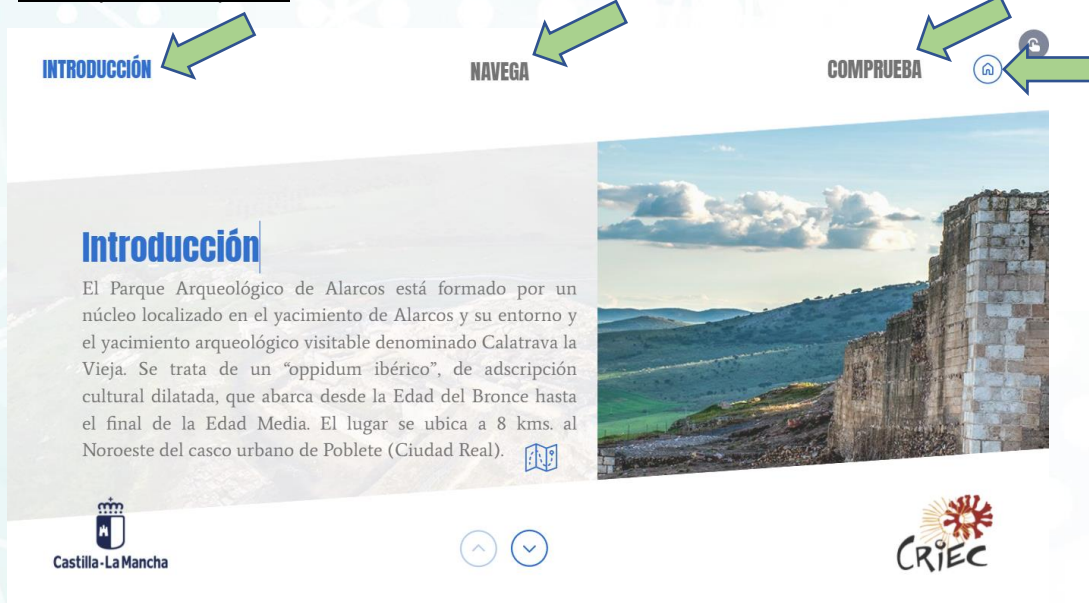 INTRODUCCIÓN
NAVEGA
COMPRUEBA
Introducción
El Parque Arqueológico de Alarcos está formado por un
núcleo localizado en el yacimiento de Alarcos y su entorno y
el yacimiento arqueológico visitable denominado Calatrava la
Vieja. Se trata de un “oppidum ibérico”, de adscripción
cultural dilatada, que abarca desde la Edad del Bronce hasta
el final de la Edad Media. El lugar se ubica a 8 kms. al
Noroeste del casco urbano de Poblete (Ciudad Real).
Castilla-La Mancha
CRIEC